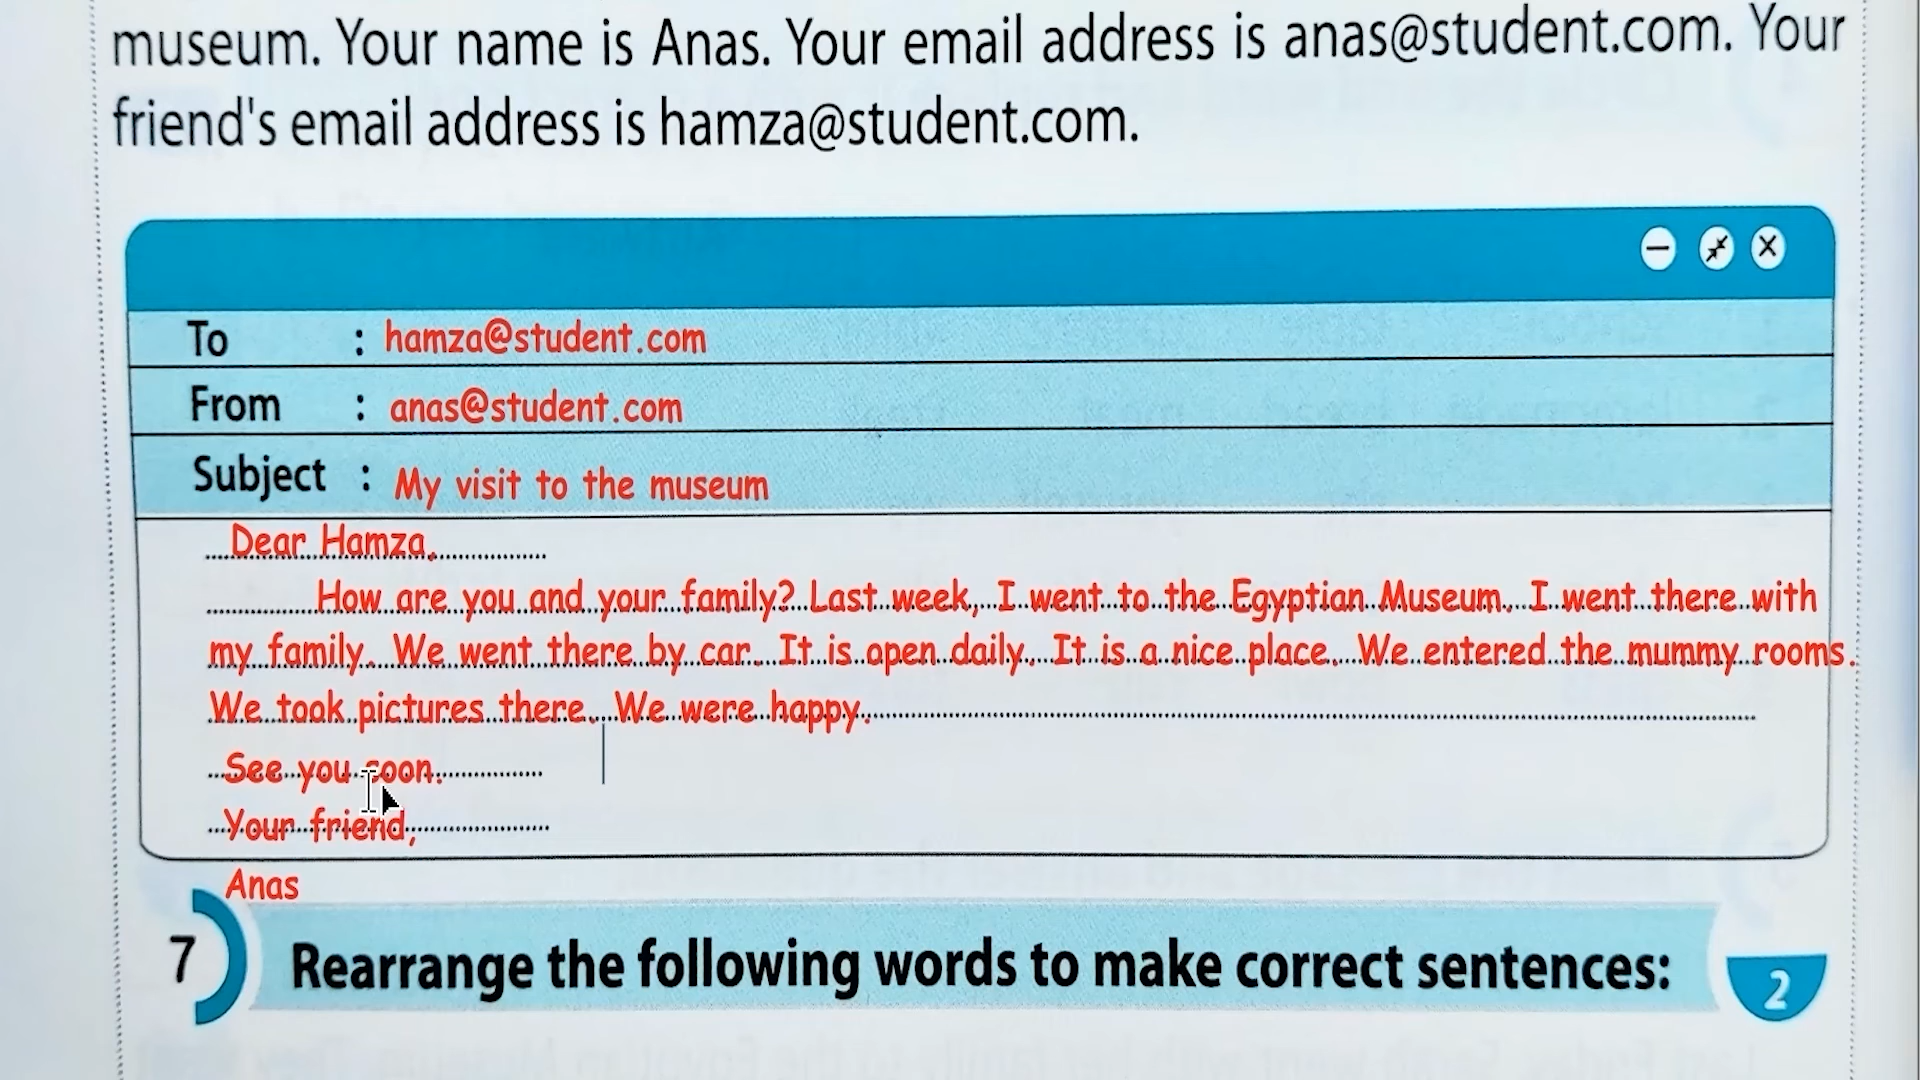 museum. Your name is Anas. Your email address is anas@student.com. Your
friend's email address is hamza@student.com.
To : hamza@student.com
From : anas@student.com
Subject : My visit to the museum
Dear Hamza,
How are you and your family? Last week, I went to the Egyptian Museum. I went there with
my family. We went there by car. It is open daily. It is a nice place. We entered the mummy rooms.
We took pictures there. We were happy.
See you soon.
Your friend,
Anas
7 Rearrange the following words to make correct sentences: 2